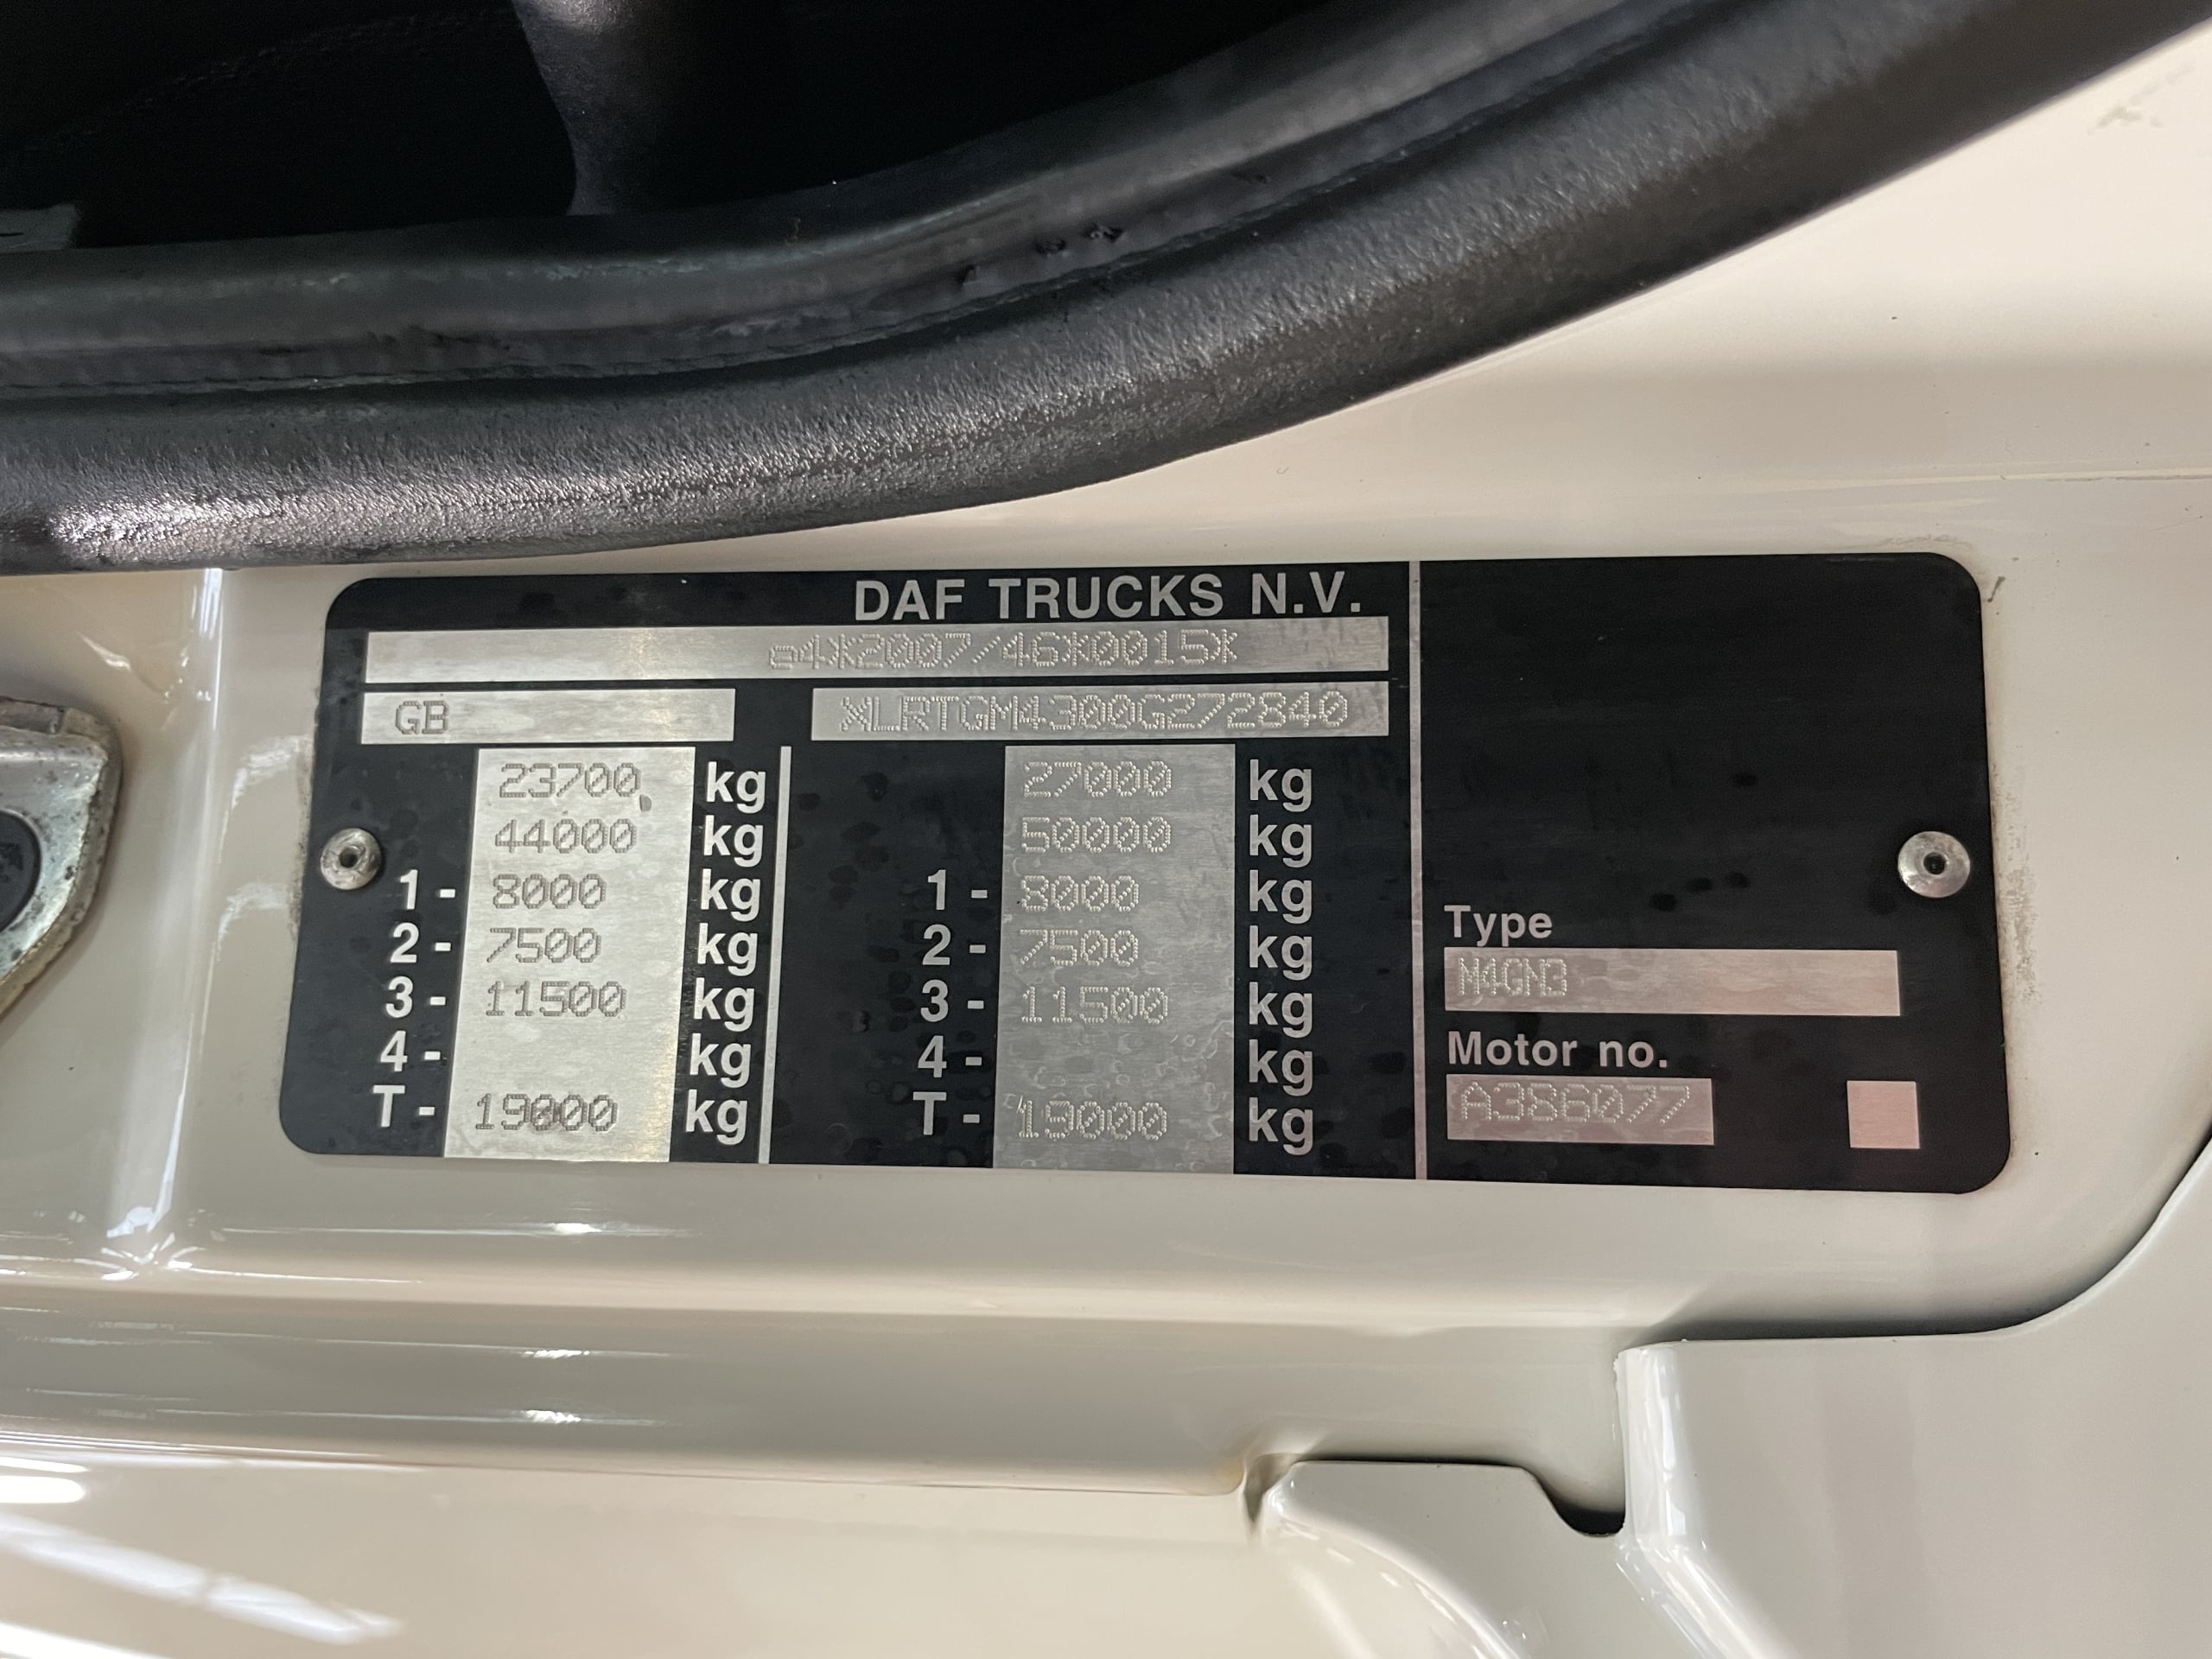 DAF TRUCKS N.V.
e4*2007/46*0015*
GB XLRTGM4300G272840
23700 kg 27000 kg
44000 kg 50000 kg
1- 8000 kg 1- 8000 kg
2- 7500 kg 2- 7500 kg
3- 11500 kg 3- 11500 kg
4- kg 4- kg
T- 19000 kg T- 19000 kg
Type
M4GN3
Motor no.
A386077